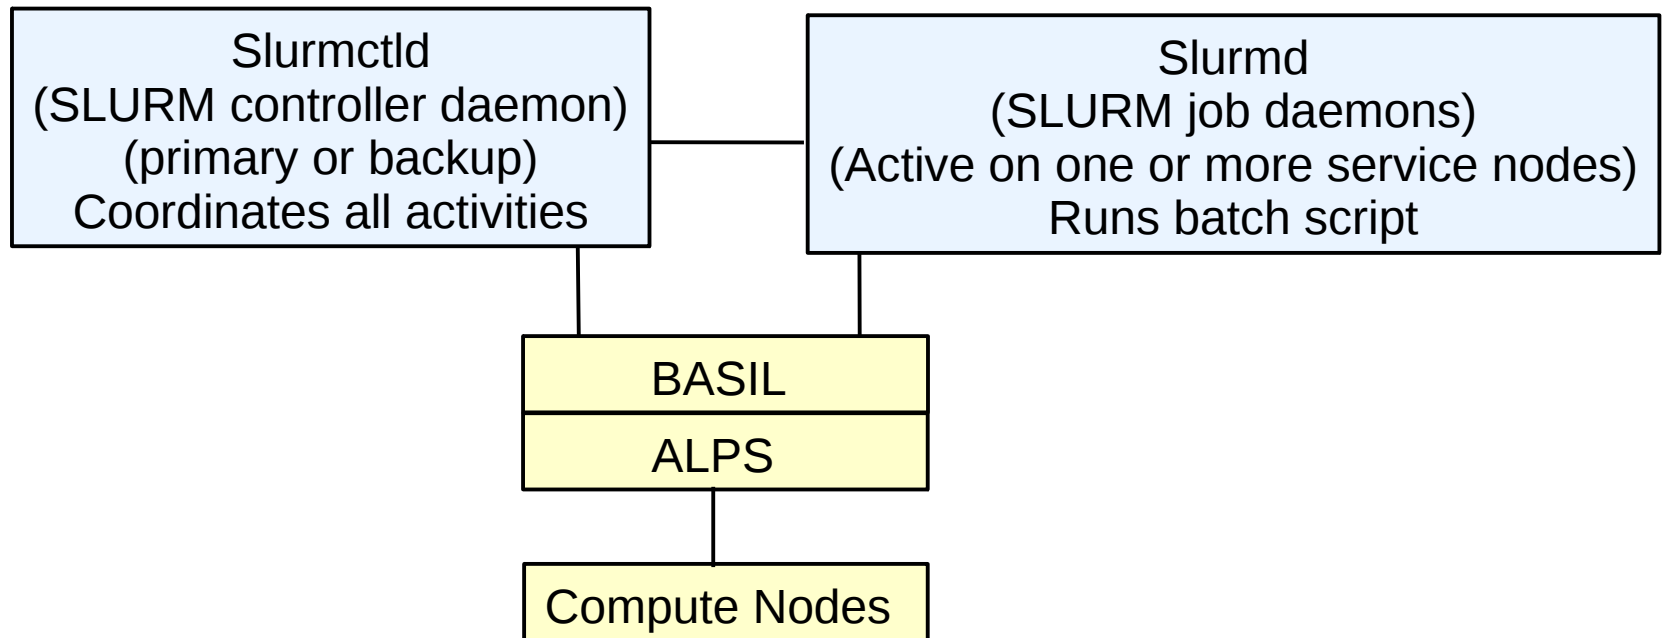 Slurmctld
(SLURM controller daemon)
(primary or backup)
Coordinates all activities
Slurmd
(SLURM job daemons)
(Active on one or more service nodes)
Runs batch script
BASIL
ALPS
Compute Nodes